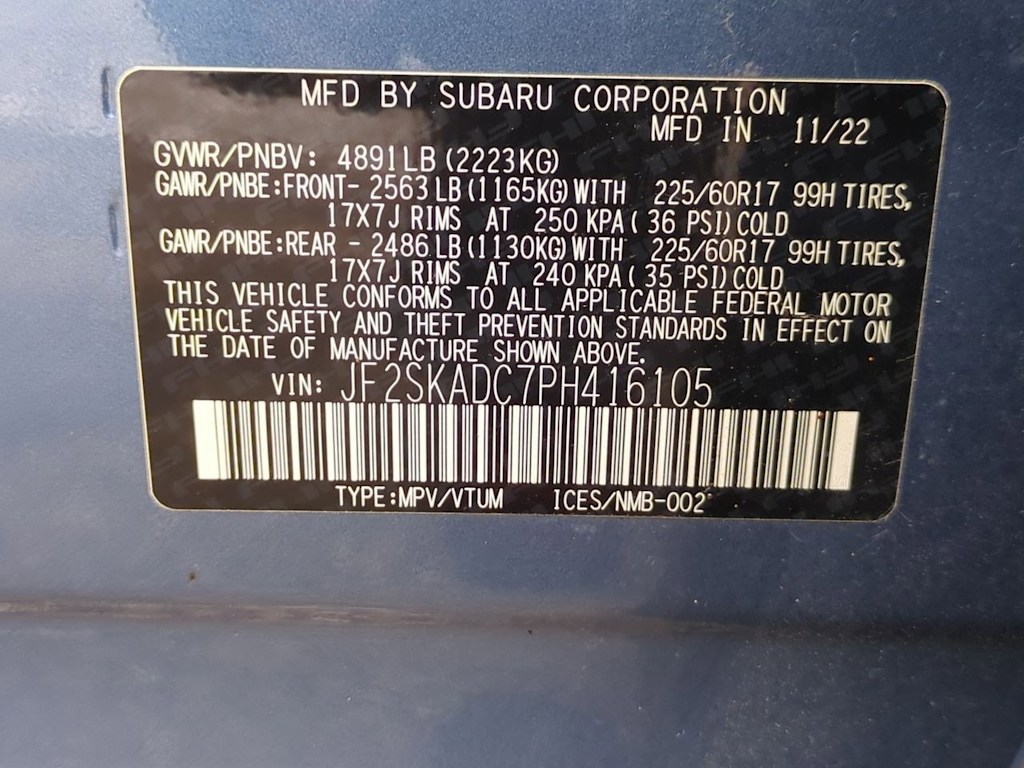 MFD BY SUBARU CORPORATION
MFD IN 11/22
GVWR/PNBV: 4891LB (2223KG)
GAWR/PNBE:FRONT- 2563LB(1165KG)WITH 225/60R17 99H TIRES,
17X7J RIMS AT 250 KPA( 36 PSI)COLD
GAWR/PNBE:REAR - 2486LB(1130KG)WITH 225/60R17 99H TIRES,
17X7J RIMS AT 240 KPA( 35 PSI)COLD
THIS VEHICLE CONFORMS TO ALL APPLICABLE FEDERAL MOTOR
VEHICLE SAFETY AND THEFT PREVENTION STANDARDS IN EFFECT ON
THE DATE OF MANUFACTURE SHOWN ABOVE.
VIN: JF2SKADC7PH416105
TYPE:MPV/VTUM ICES/NMB-002